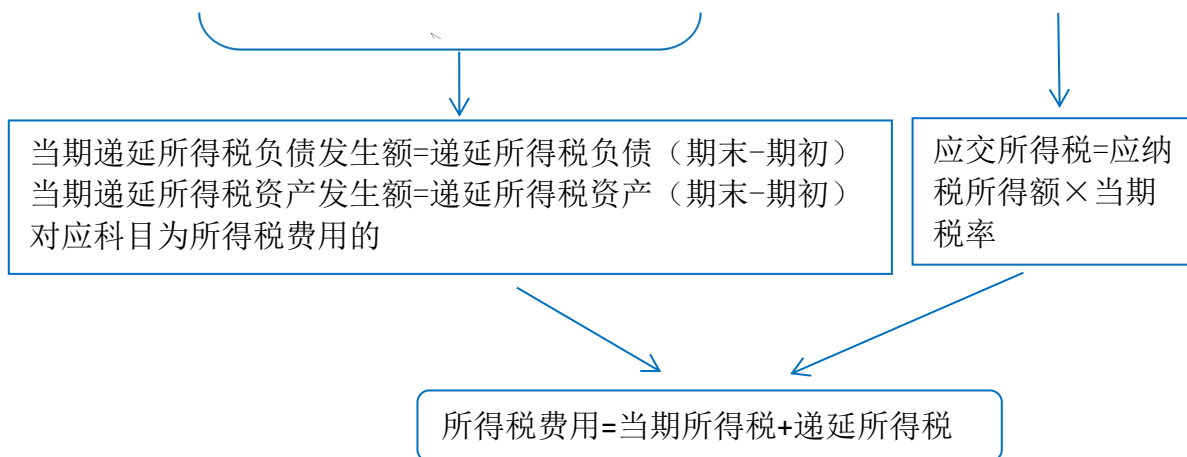 当期递延所得税负债发生额=递延所得税负债（期末-期初）
当期递延所得税资产发生额=递延所得税资产（期末-期初）
对应科目为所得税费用的
应交所得税=应纳
税所得额×当期
税率
所得税费用=当期所得税+递延所得税